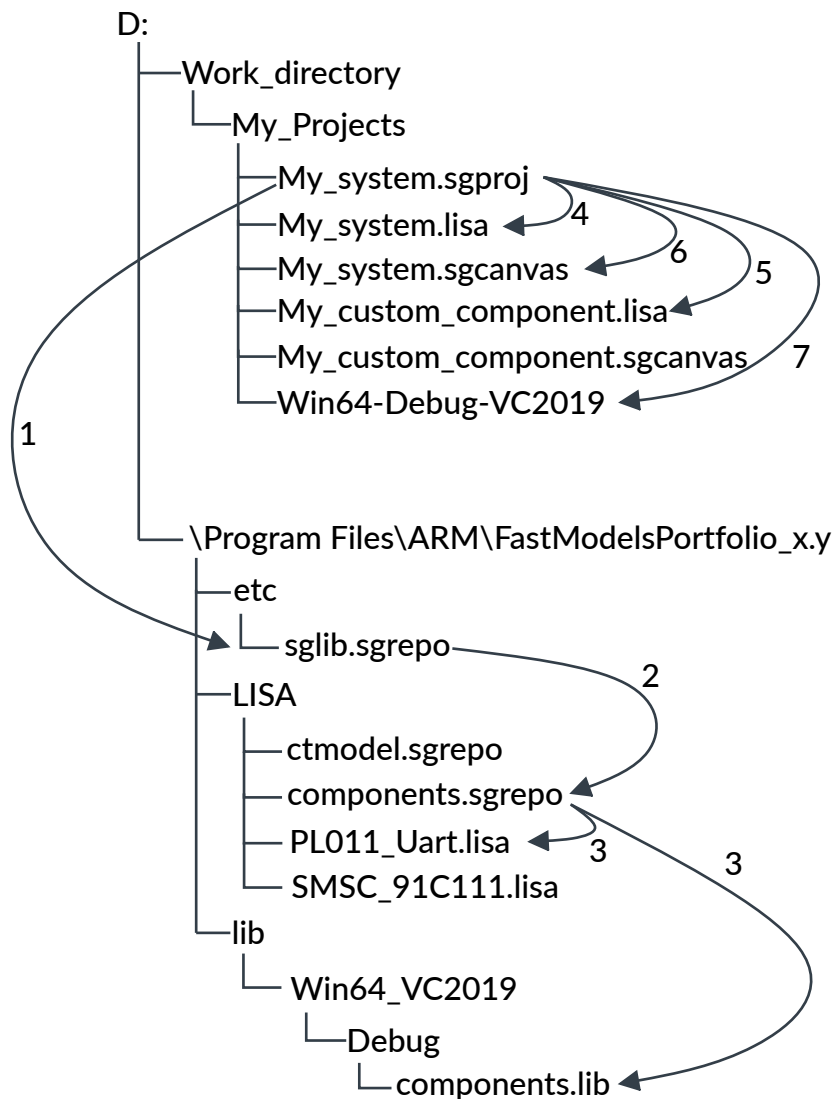 D:
Work_directory
My_Projects
My_system.sgproj
My_system.lisa
4
My_system.sgcanvas
6
5
My_custom_component.lisa
My_custom_component.sgcanvas
7
Win64-Debug-VC2019
1
\Program Files\ARM\FastModelsPortfolio_x.y
etc
sglib.sgrepo
2
LISA
ctmodel.sgrepo
components.sgrepo
PL011_Uart.lisa
3
3
SMSC_91C111.lisa
lib
Win64_VC2019
Debug
components.lib